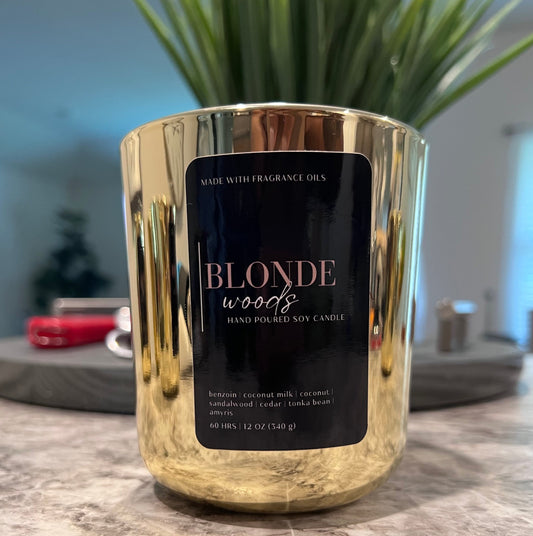 MADE WITH FRAGRANCE OILS
BLONDE
woods
HAND POURED SOY CANDLE
benzoin | coconut milk | coconut |
sandalwood | cedar | tonka bean |
amyris
60 HRS | 12 OZ (340 g)